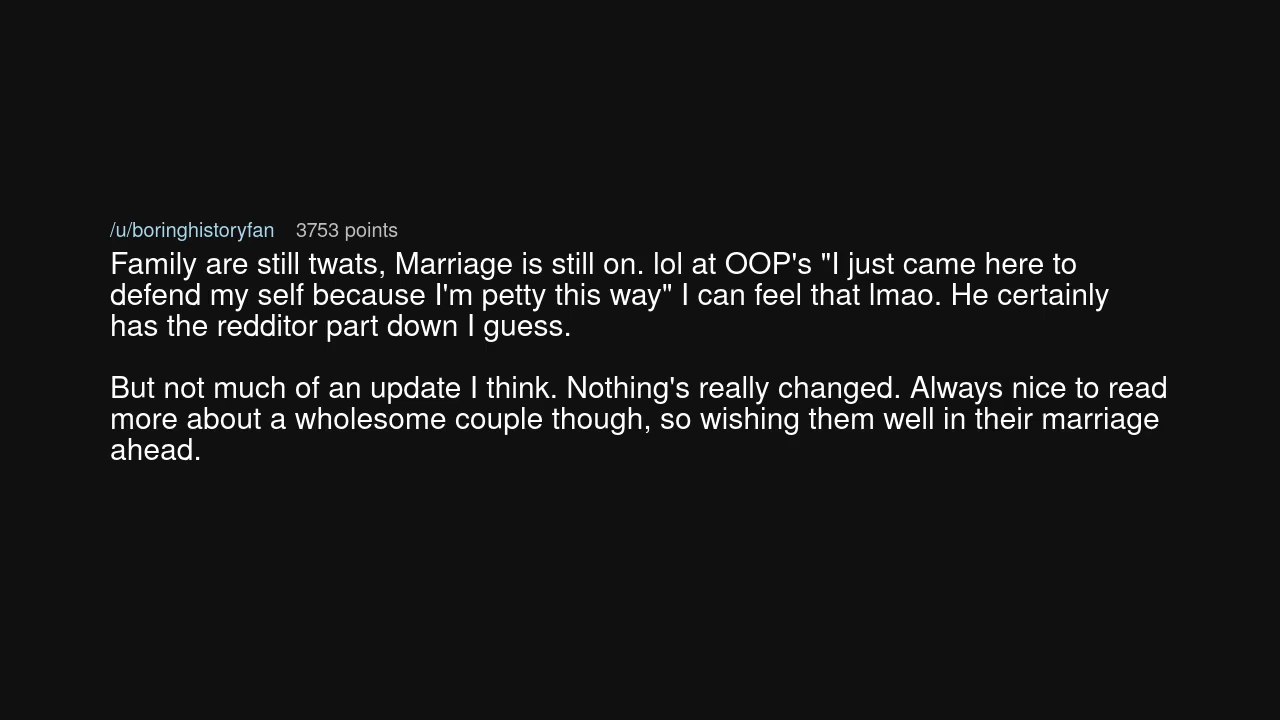 /u/boringhistoryfan 3753 points
Family are still twats, Marriage is still on. lol at OOP's "I just came here to
defend my self because I'm petty this way" I can feel that lmao. He certainly
has the redditor part down I guess.
But not much of an update I think. Nothing's really changed. Always nice to read
more about a wholesome couple though, so wishing them well in their marriage
ahead.